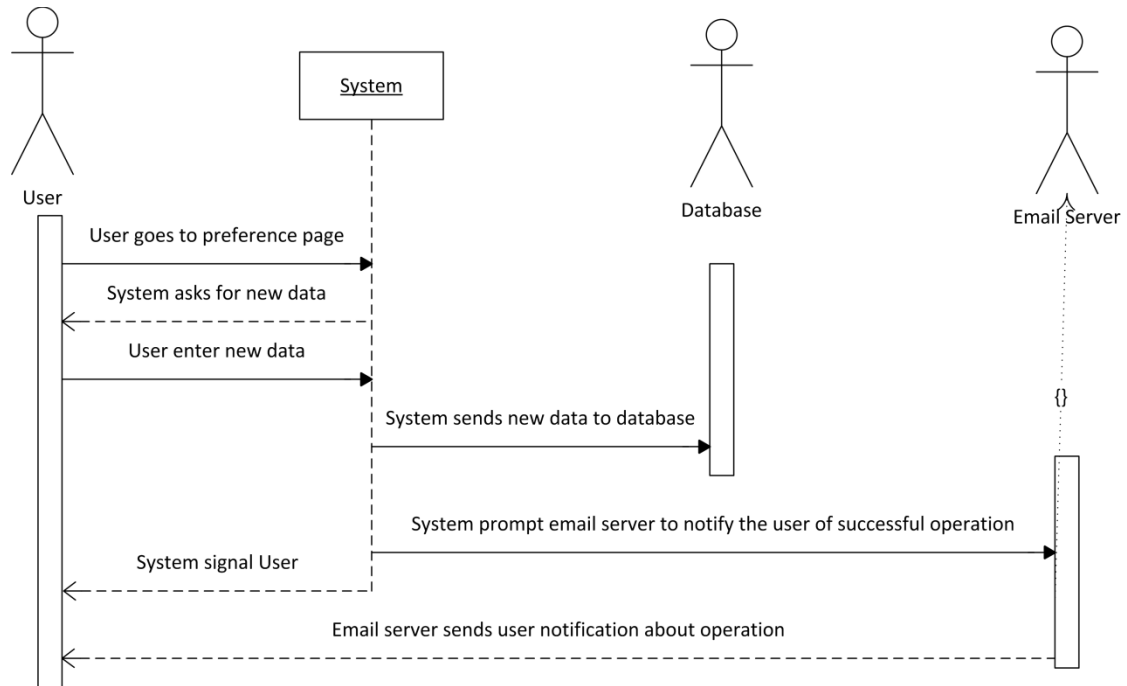 System
User
Database
Email Server
User goes to preference page
System asks for new data
User enter new data
{}
System sends new data to database
System prompt email server to notify the user of successful operation
System signal User
Email server sends user notification about operation